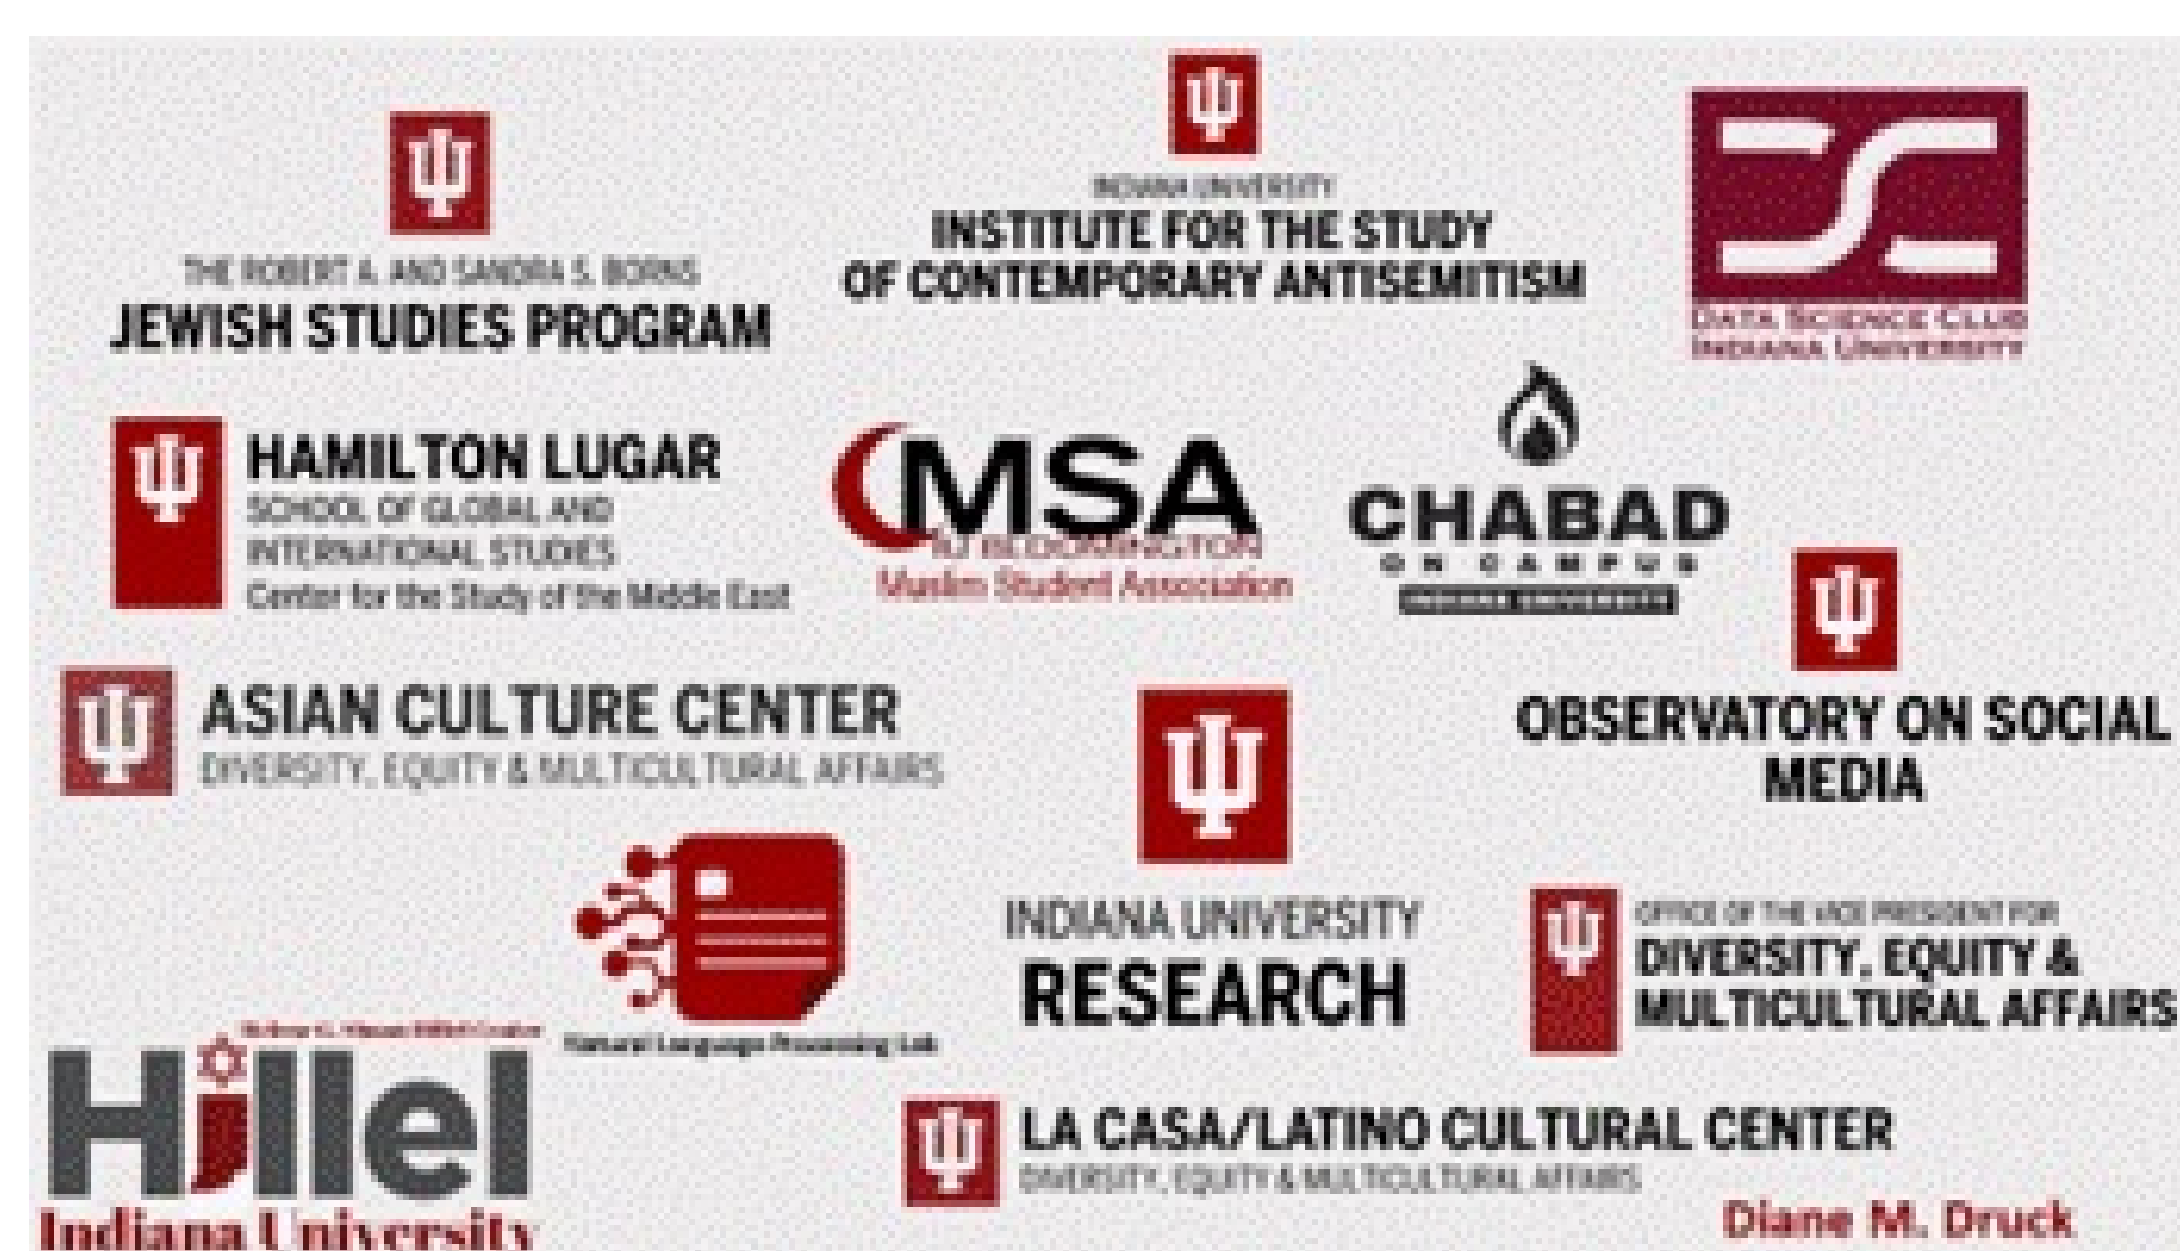 INDIANA UNIVERSITY
INSTITUTE FOR THE STUDY
OF CONTEMPORARY ANTISEMITISM
THE ROBERT A. AND SANDRA S. BORNS
JEWISH STUDIES PROGRAM
DATA SCIENCE CLUB
INDIANA UNIVERSITY
HAMILTON LUGAR
SCHOOL OF GLOBAL AND
INTERNATIONAL STUDIES
Center for the Study of the Middle East
MSA
IU BLOOMINGTON
Muslim Student Association
CHABAD
ON CAMPUS
INDIANA UNIVERSITY
ASIAN CULTURE CENTER
DIVERSITY, EQUITY & MULTICULTURAL AFFAIRS
OBSERVATORY ON SOCIAL
MEDIA
Natural Language Processing Lab
INDIANA UNIVERSITY
RESEARCH
OFFICE OF THE VICE PRESIDENT FOR
DIVERSITY, EQUITY &
MULTICULTURAL AFFAIRS
Hillel
Indiana University
LA CASA/LATINO CULTURAL CENTER
DIVERSITY, EQUITY & MULTICULTURAL AFFAIRS
Diane M. Druck